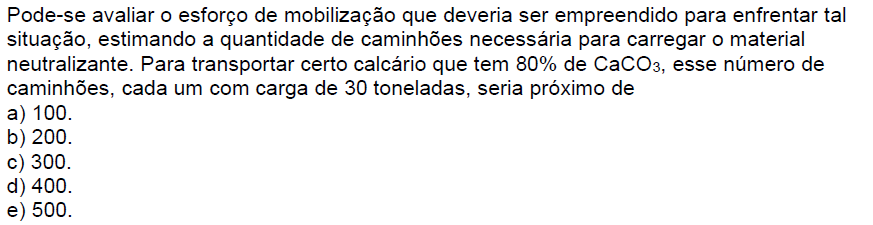 Pode-se avaliar o esforço de mobilização que deveria ser empreendido para enfrentar tal
situação, estimando a quantidade de caminhões necessária para carregar o material
neutralizante. Para transportar certo calcário que tem 80% de CaCO₃, esse número de
caminhões, cada um com carga de 30 toneladas, seria próximo de
a) 100.
b) 200.
c) 300.
d) 400.
e) 500.